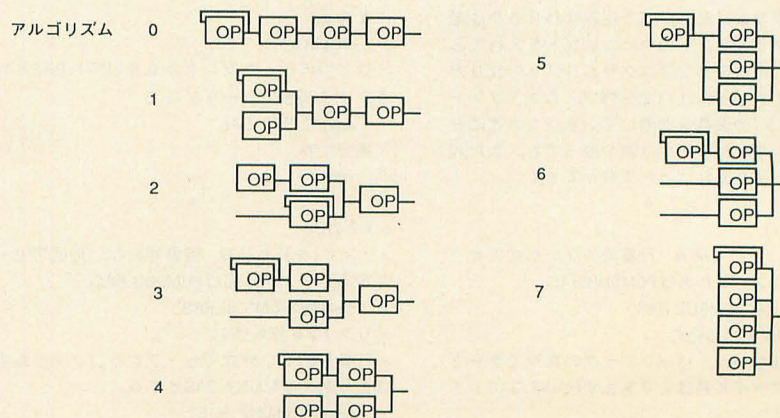 アルゴリズム 0 OP OP OP OP
1 OP OP OP OP
2 OP OP OP OP
3 OP OP OP OP
4 OP OP OP OP
5 OP OP OP OP
6 OP OP OP OP
7 OP OP OP OP